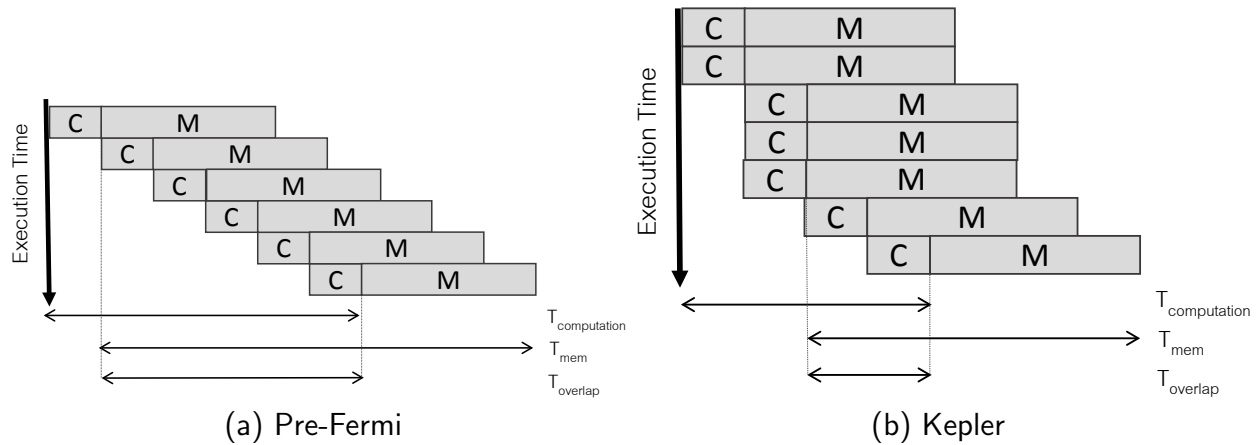 Execution Time
C M
C M
C M
C M
C M
C M
T computation
T mem
T overlap
(a) Pre-Fermi
Execution Time
C M
C M
C M
C M
C M
C M
C M
T computation
T mem
T overlap
(b) Kepler